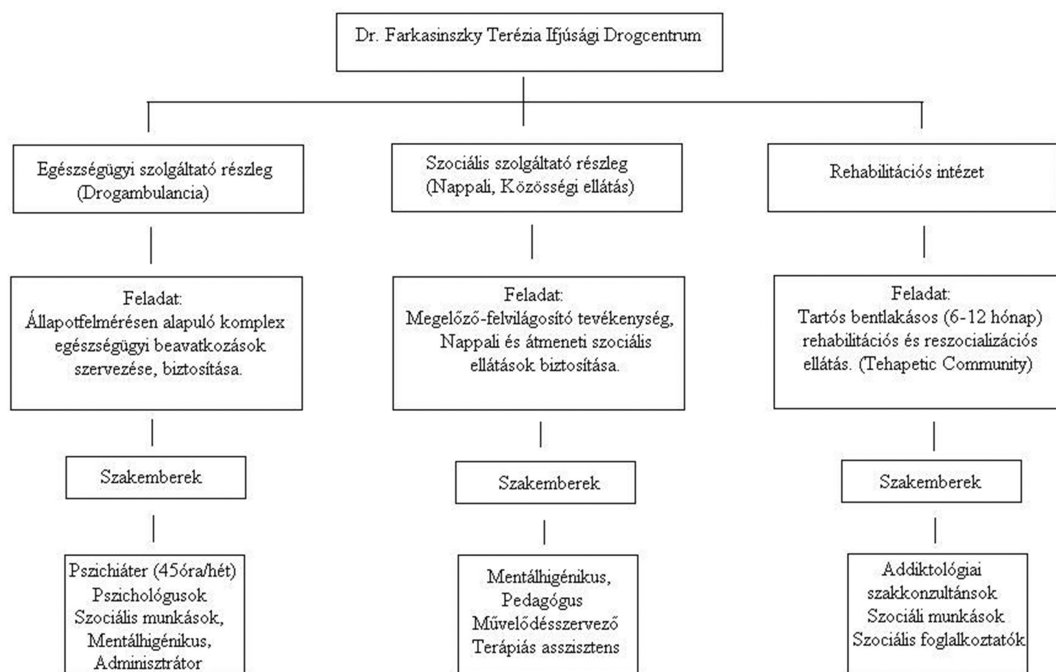 Dr. Farkasinszky Terézia Ifjúsági Drogcentrum
Egészségügyi szolgáltató részleg
(Drogambulancia)
Feladat:
Állapotfelmérésen alapuló komplex
egészségügyi beavatkozások
szervezése, biztosítása.
Szakemberek
Pszichiáter (45óra/hét)
Pszichológusok
Szociális munkások,
Mentálhigénikus,
Adminisztrátor
Szociális szolgáltató részleg
(Nappali, Közösségi ellátás)
Feladat:
Megelőző-felvilágosító tevékenység,
Nappali és átmeneti szociális
ellátások biztosítása.
Szakemberek
Mentálhigénikus,
Pedagógus
Művelődésszervező
Terápiás asszisztens
Rehabilitációs intézet
Feladat:
Tartós bentlakásos (6-12 hónap)
rehabilitációs és reszocializációs
ellátás. (Tehapetic Community)
Szakemberek
Addiktológiai
szakkonzultánsok
Szociáli munkások
Szociális foglalkoztatók